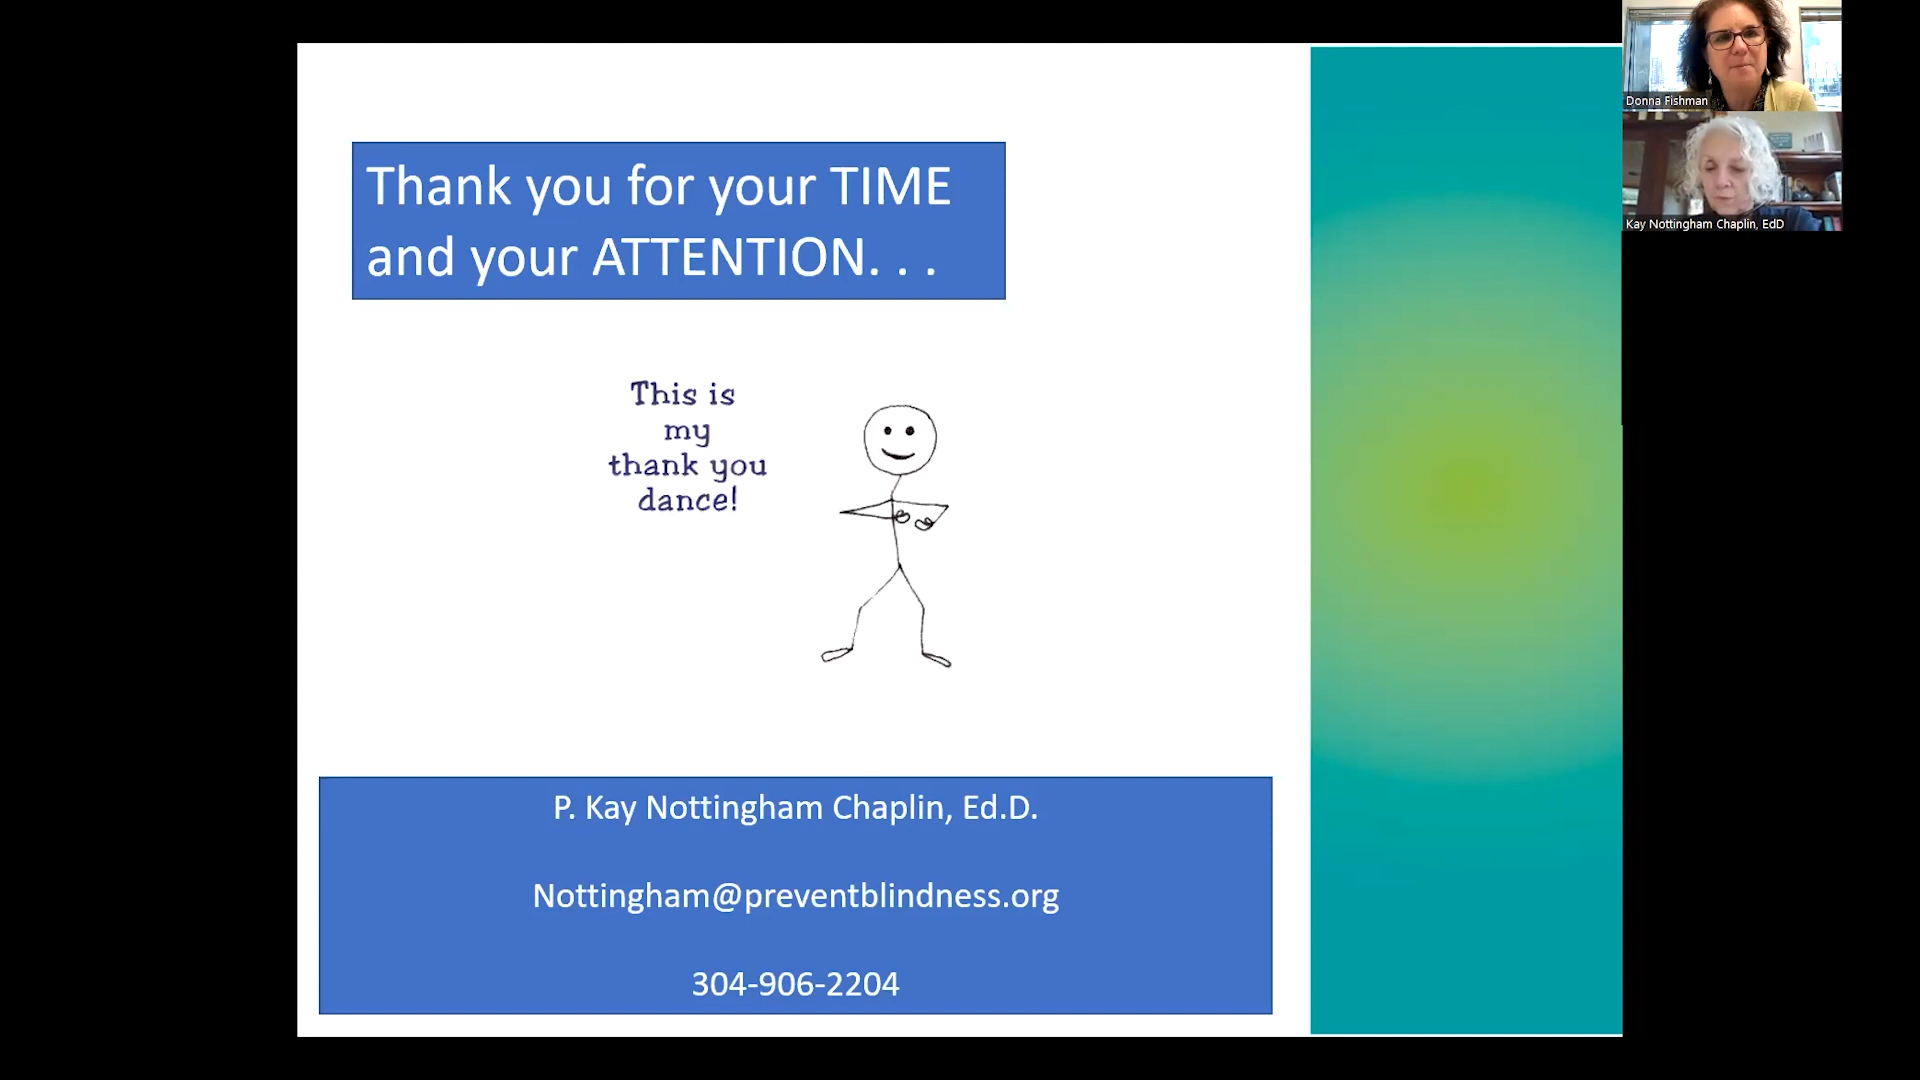 Thank you for your TIME
and your ATTENTION. . .
This is
my
thank you
dance!
P. Kay Nottingham Chaplin, Ed.D.
Nottingham@preventblindness.org
304-906-2204
Donna Fishman
Kay Nottingham Chaplin, EdD